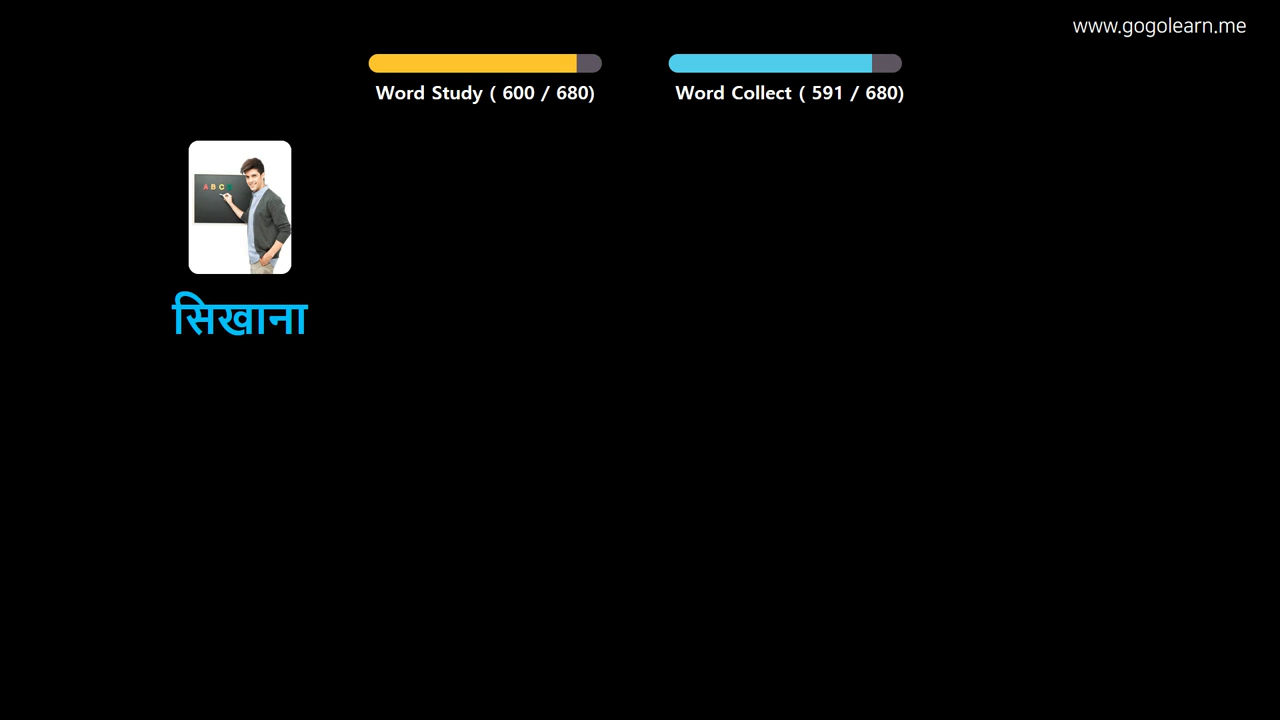 www.gogolearn.me
Word Study ( 600 / 680)
Word Collect ( 591 / 680)
A B C
सिखाना